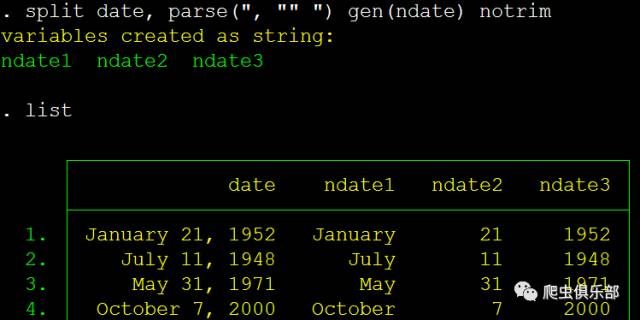 . split date, parse(", "" ") gen(ndate) notrim
variables created as string:
ndate1 ndate2 ndate3
. list
date ndate1 ndate2 ndate3
1. January 21, 1952 January 21 1952
2. July 11, 1948 July 11 1948
3. May 31, 1971 May 31 1971
4. October 7, 2000 October 7 2000
爬虫俱乐部